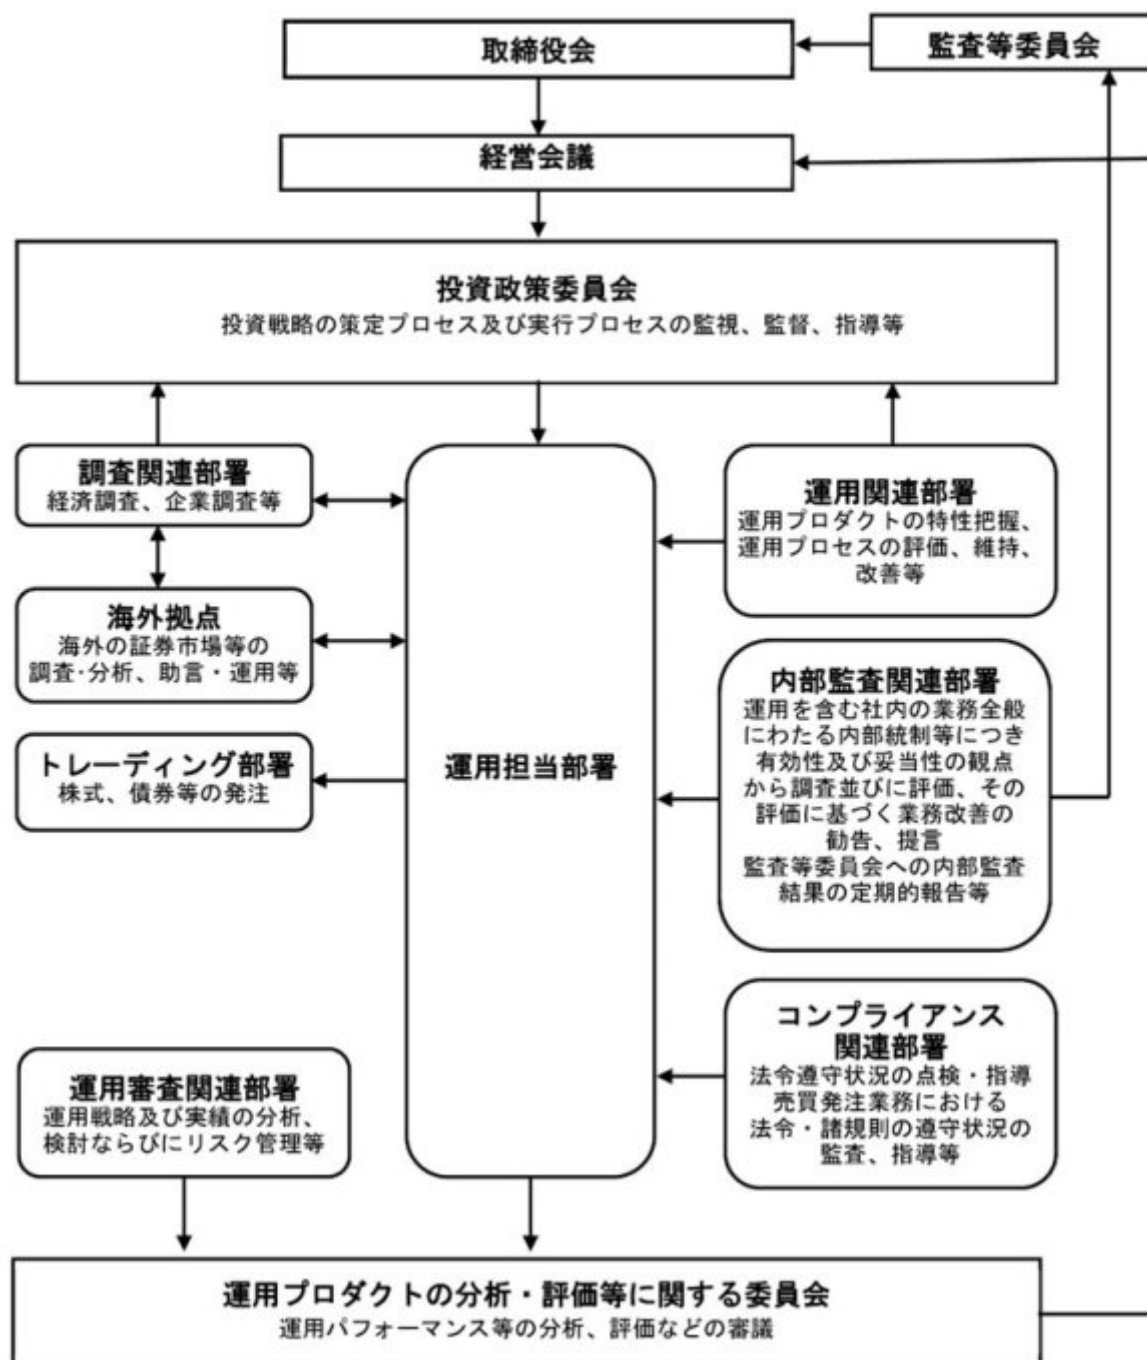 取締役会
監査等委員会
経営会議
投資政策委員会
投資戦略の策定プロセス及び実行プロセスの監視、監督、指導等
調査関連部署
経済調査、企業調査等
海外拠点
海外の証券市場等の
調査・分析、助言・運用等
トレーディング部署
株式、債券等の発注
運用担当部署
運用関連部署
運用プロダクトの特性把握、
運用プロセスの評価、維持、
改善等
内部監査関連部署
運用を含む社内の業務全般
にわたる内部統制等につき
有効性及び妥当性の観点
から調査並びに評価、その
評価に基づく業務改善の
勧告、提言
監査等委員会への内部監査
結果の定期的報告等
コンプライアンス
関連部署
法令遵守状況の点検・指導
売買発注業務における
法令・諸規則の遵守状況の
監査、指導等
運用審査関連部署
運用戦略及び実績の分析、
検討ならびにリスク管理等
運用プロダクトの分析・評価等に関する委員会
運用パフォーマンス等の分析、評価などの審議